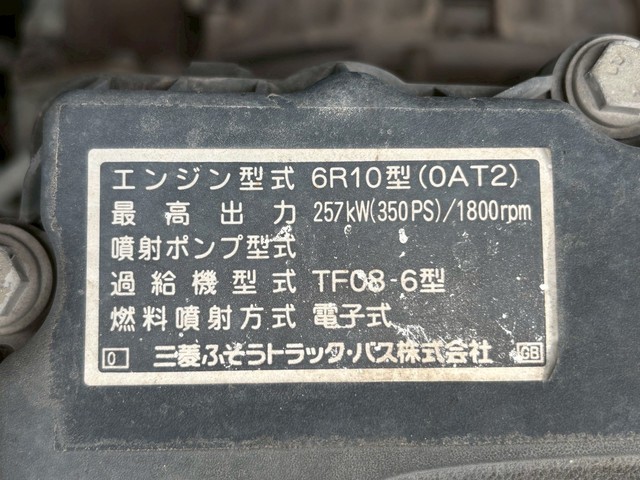 エンジン型式 6R10型(0AT2)
最高出力 257kW(350PS)/1800rpm
噴射ポンプ型式
過給機型式 TF08-6型
燃料噴射方式 電子式
0 三菱ふそうトラック・バス株式会社 GB